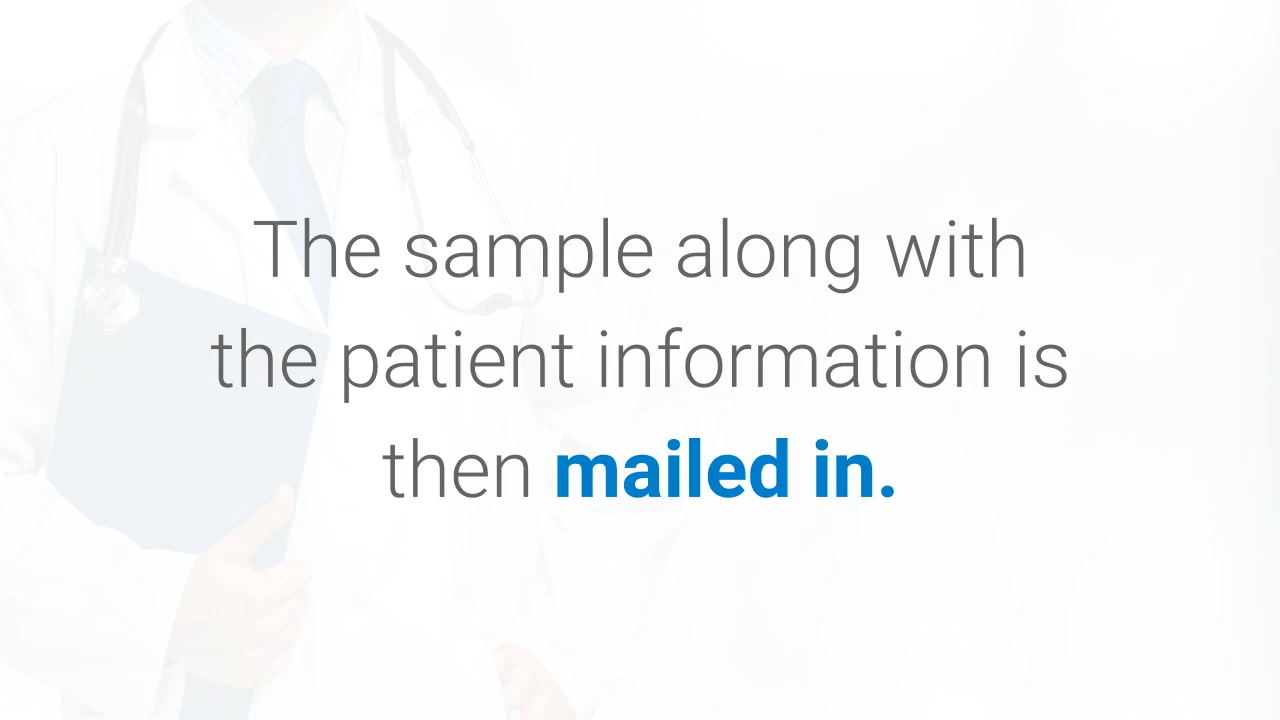 The sample along with
the patient information is
then mailed in.